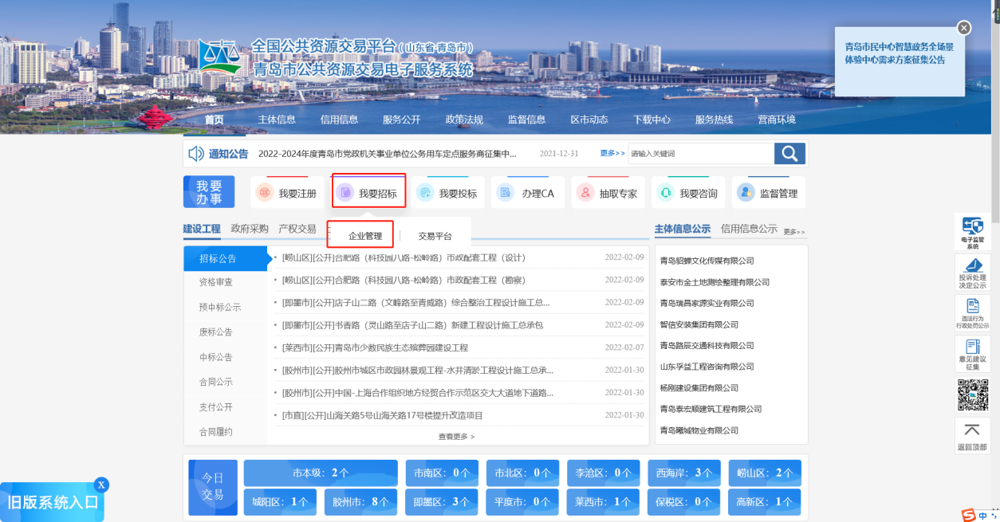 全国公共资源交易平台（山东省·青岛市）
青岛市公共资源交易电子服务系统
青岛市民中心智慧政务全场景
体验中心需求方案征集公告
首页 主体信息 信用信息 服务公开 政策法规 监督信息 区市动态 下载中心 服务热线 营商环境
通知公告 2022-2024年度青岛市党政机关事业单位公务用车定点服务商征集中... 2021-12-31 更多>> 请输入关键词
我要
办事
我要注册 我要招标 我要投标 办理CA 抽取专家 我要咨询 监督管理
企业管理 交易平台
建设工程 政府采购 产权交易
招标公告
资格审查
预中标公示
废标公告
中标公告
合同公示
支付公开
合同履约
[崂山区][公开]合肥路（科技园八路-松岭路）市政配套工程（设计） 2022-02-09
[崂山区][公开]合肥路（科技园八路-松岭路）市政配套工程（勘察） 2022-02-09
[即墨市][公开]店子山二路（文峰路至青威路）综合整治工程设计施工总... 2022-02-09
[即墨市][公开]书香路（灵山路至店子山二路）新建工程设计施工总承包 2022-02-09
[莱西市][公开]青岛市少数民族生态殡葬园建设工程 2022-02-07
[胶州市][公开]胶州市城区市政园林景观工程-水井清淤工程设计施工总承... 2022-01-30
[胶州市][公开]中国-上海合作组织地方经贸合作示范区交大大道地下道路... 2022-01-30
[市直][公开]山海关路5号山海关路17号楼提升改造项目 2022-01-30
查看更多 >
主体信息公示 信用信息公示 更多>>
青岛貂蝉文化传媒有限公司
泰安市金土地测绘整理有限公司
青岛瑞昌家源实业有限公司
智信安装集团有限公司
青岛路辰交通科技有限公司
山东孚益工程咨询有限公司
杨刚建设集团有限公司
青岛泰宏顺建筑工程有限公司
青岛曦城物业有限公司
今日
交易
市本级：2个 市南区：0个 市北区：0个 李沧区：0个 西海岸：3个 崂山区：2个
城阳区：1个 胶州市：8个 即墨区：3个 平度市：0个 莱西市：1个 保税区：0个 高新区：1个
电子监管
系统
投诉处理
决定公示
违法行为
行政处罚公示
意见建议
征集
返回顶部
旧版系统入口
X
中